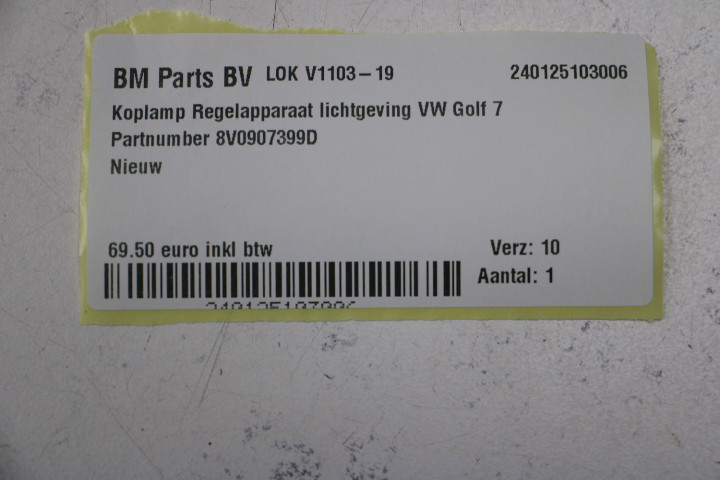 BM Parts BV LOK V1103-19 240125103006
Koplamp Regelapparaat lichtgeving VW Golf 7
Partnumber 8V0907399D
Nieuw
69.50 euro inkl btw Verz: 10
Aantal: 1